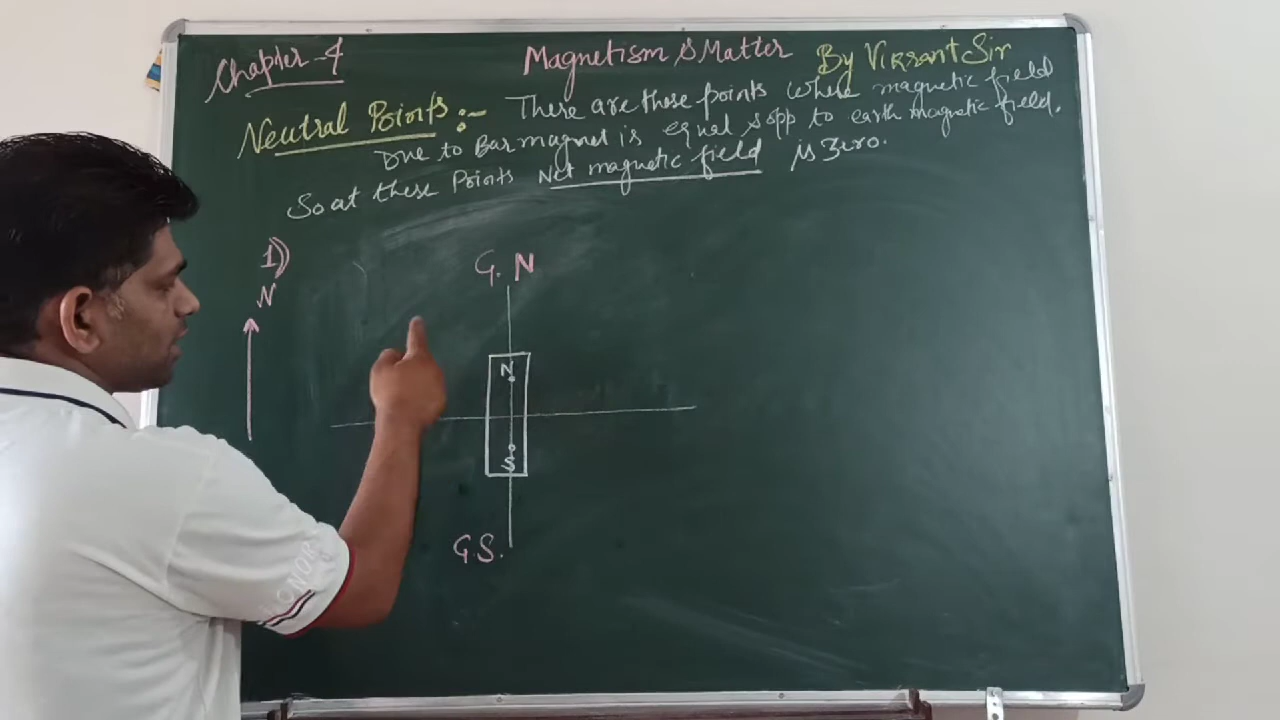 Chapter-4 Magnetism & Matter By Vikrant Sir
Neutral Points :- There are those points where magnetic field
Due to Bar magnet is equal & opp to earth magnetic field.
So at these Points Net magnetic field is Zero.
1)
N
G. N
N
S
G S.
HONOR